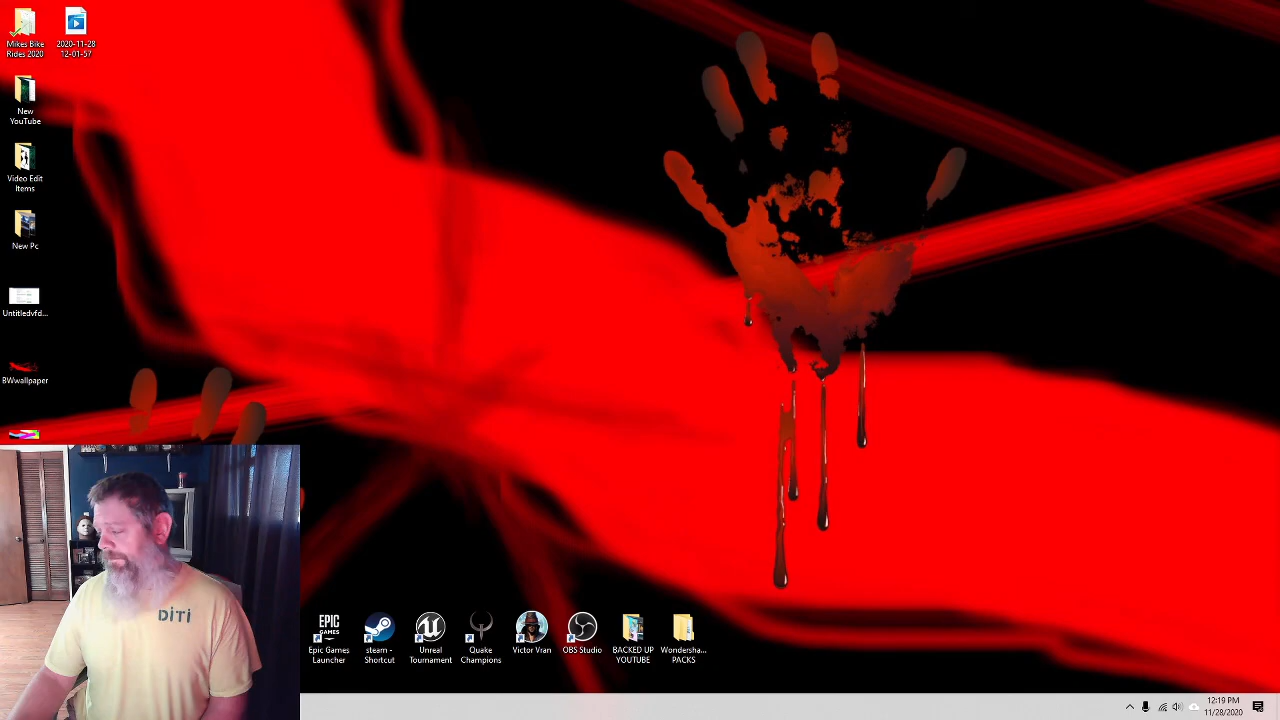 Mikes Bike
Rides 2020
2020-11-28
12-01-57
New
YouTube
Video Edit
Items
New Pc
Untitledvfd...
BWwallpaper
DiTi
EPIC
GAMES
Epic Games
Launcher
steam -
Shortcut
Unreal
Tournament
Quake
Champions
Victor Vran
OBS Studio
BACKED UP
YOUTUBE
Wondersha...
PACKS
12:19 PM
11/28/2020